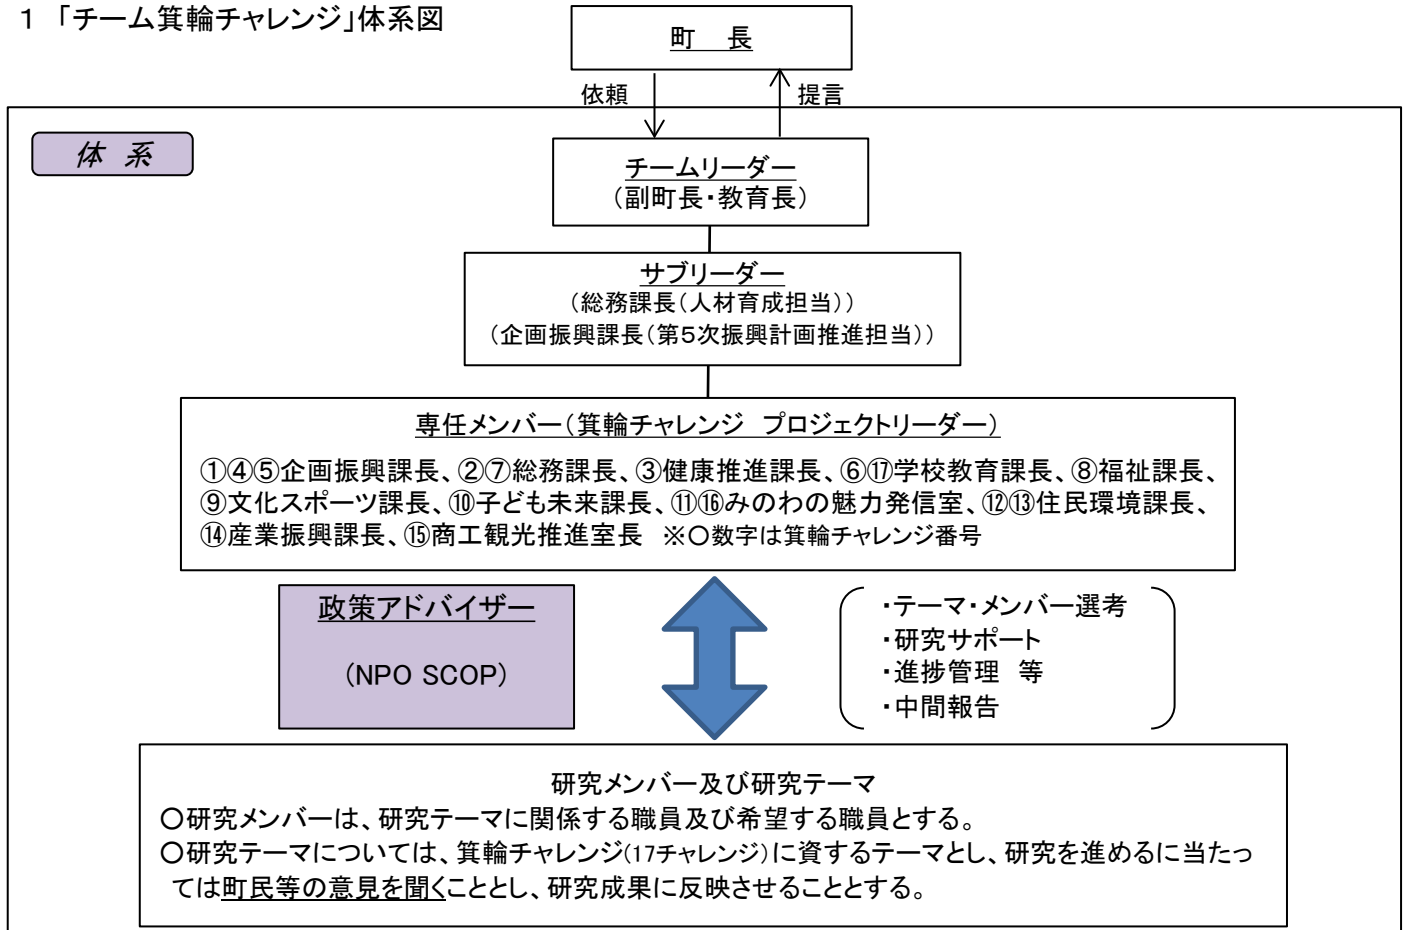 1 「チーム箕輪チャレンジ」体系図
町　長
依頼
提言
体 系
チームリーダー
（副町長・教育長）
サブリーダー
（総務課長（人材育成担当））
（企画振興課長（第５次振興計画推進担当））
専任メンバー（箕輪チャレンジ　プロジェクトリーダー）
①④⑤企画振興課長、②⑦総務課長、③健康推進課長、⑥⑰学校教育課長、⑧福祉課長、
⑨文化スポーツ課長、⑩子ども未来課長、⑪⑯みのわの魅力発信室、⑫⑬住民環境課長、
⑭産業振興課長、⑮商工観光推進室長　※〇数字は箕輪チャレンジ番号
政策アドバイザー
（NPO SCOP）
・テーマ・メンバー選考
・研究サポート
・進捗管理　等
・中間報告
研究メンバー及び研究テーマ
〇研究メンバーは、研究テーマに関係する職員及び希望する職員とする。
〇研究テーマについては、箕輪チャレンジ（17チャレンジ）に資するテーマとし、研究を進めるに当たっ
ては町民等の意見を聞くこととし、研究成果に反映させることとする。